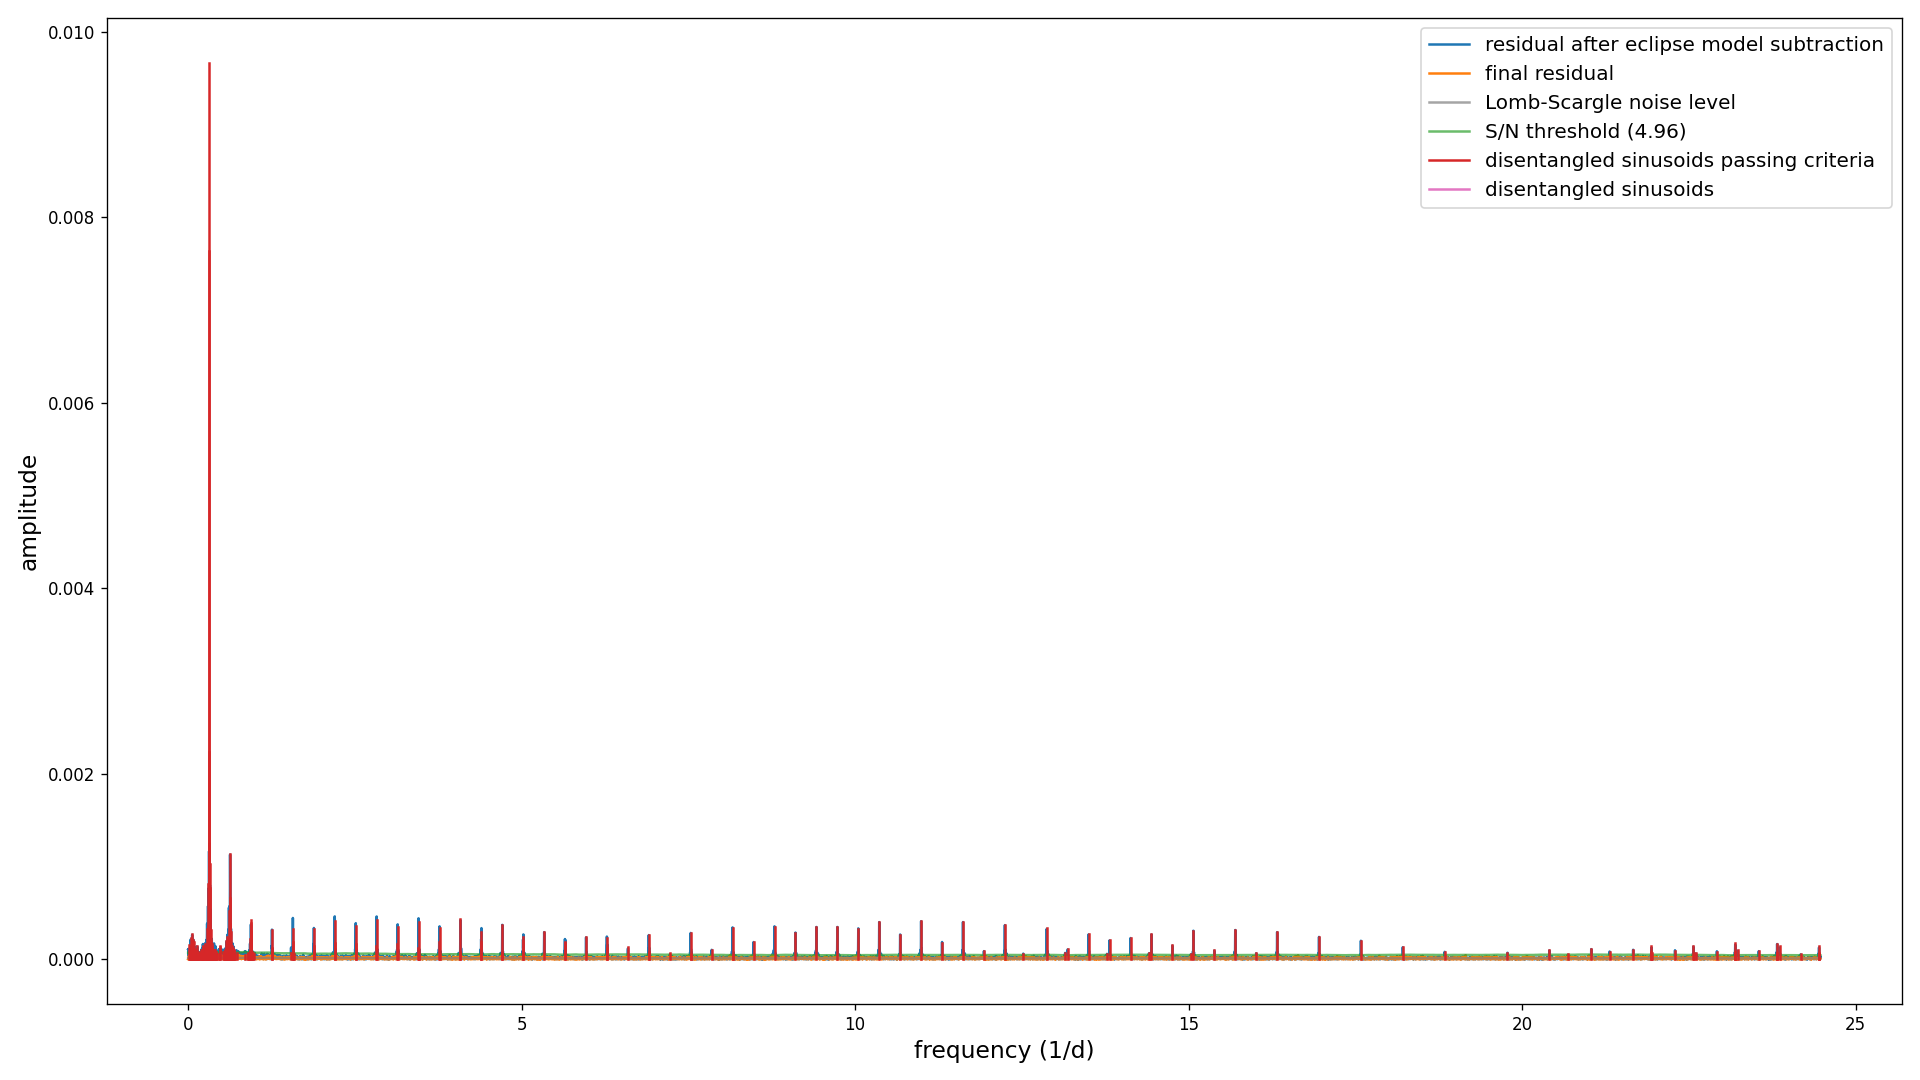 0.010
0.008
0.006
0.004
0.002
0.000
amplitude
0
5
10
15
20
25
frequency (1/d)
residual after eclipse model subtraction
final residual
Lomb-Scargle noise level
S/N threshold (4.96)
disentangled sinusoids passing criteria
disentangled sinusoids